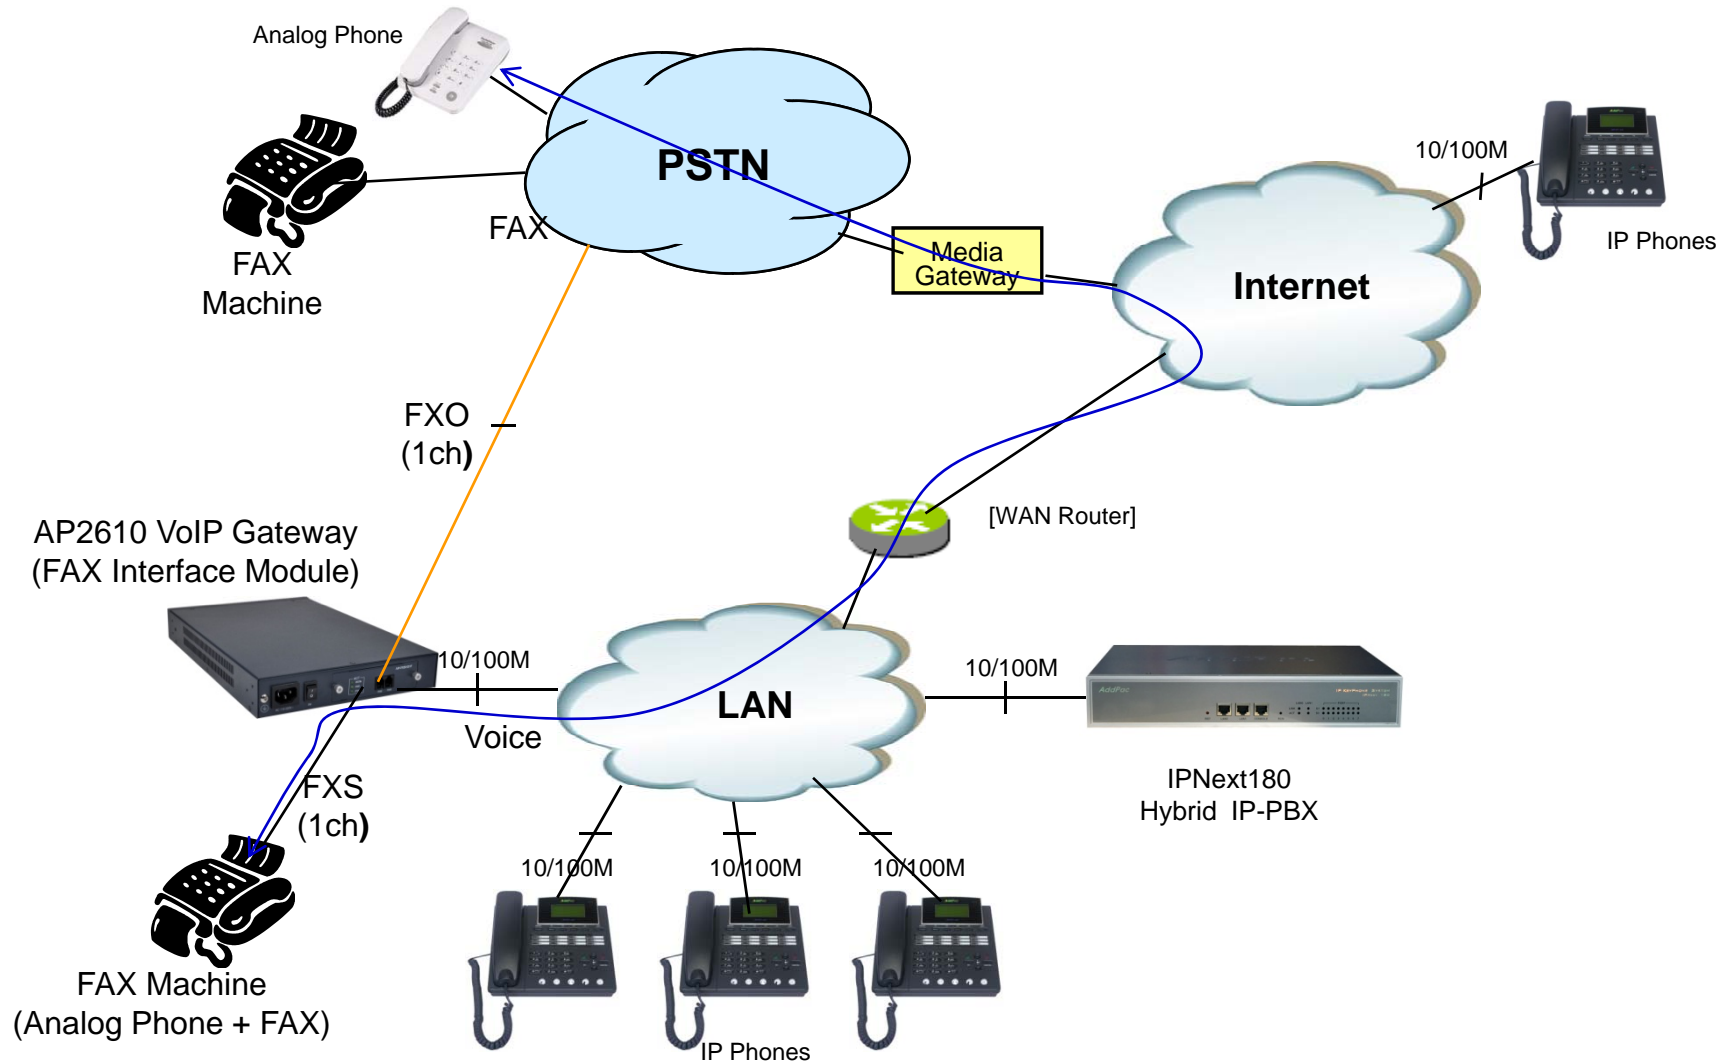 Analog Phone
PSTN
10/100M
IP Phones
FAX
FAX
Machine
Media
Gateway
Internet
FXO
(1ch)
[WAN Router]
AP2610 VoIP Gateway
(FAX Interface Module)
10/100M
Voice
LAN
10/100M
AddPac
IPNext180
Hybrid IP-PBX
FXS
(1ch)
10/100M
10/100M
10/100M
FAX Machine
(Analog Phone + FAX)
IP Phones